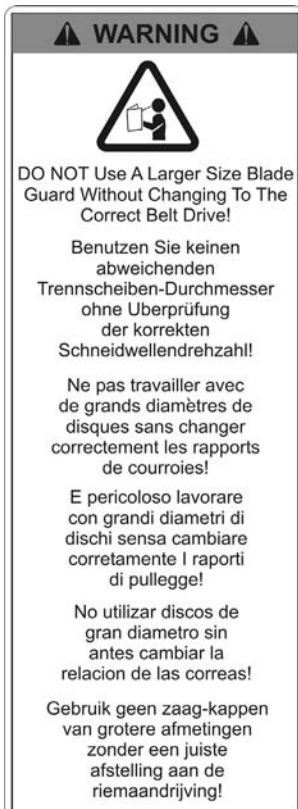 WARNING
DO NOT Use A Larger Size Blade
Guard Without Changing To The
Correct Belt Drive!
Benutzen Sie keinen
abweichenden
Trennscheiben-Durchmesser
ohne Uberprüfung
der korrekten
Schneidwellendrehzahl!
Ne pas travailler avec
de grands diamètres de
disques sans changer
correctement les rapports
de courroies!
E pericoloso lavorare
con grandi diametri di
dischi sensa cambiare
corretamente I raporti
di pullegge!
No utilizar discos de
gran diametro sin
antes cambiar la
relacion de las correas!
Gebruik geen zaag-kappen
van grotere afmetingen
zonder een juiste
afstelling aan de
riemaandrijving!